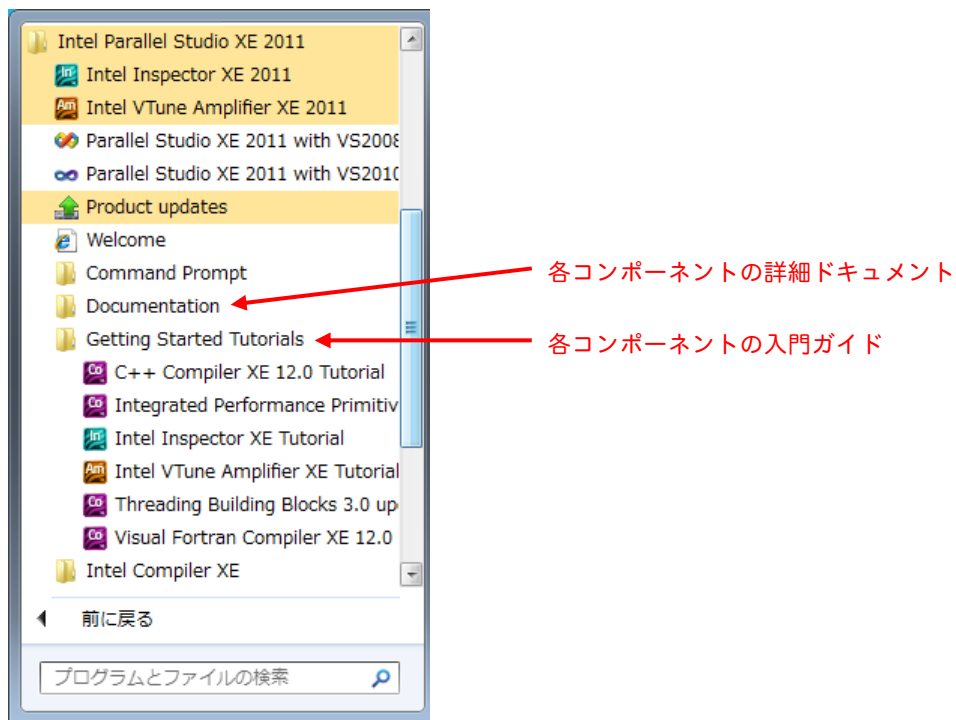 Intel Parallel Studio XE 2011
Intel Inspector XE 2011
Intel VTune Amplifier XE 2011
Parallel Studio XE 2011 with VS2008
Parallel Studio XE 2011 with VS2010
Product updates
Welcome
Command Prompt
Documentation
各コンポーネントの詳細ドキュメント
Getting Started Tutorials
各コンポーネントの入門ガイド
C++ Compiler XE 12.0 Tutorial
Integrated Performance Primitiv
Intel Inspector XE Tutorial
Intel VTune Amplifier XE Tutorial
Threading Building Blocks 3.0 up
Visual Fortran Compiler XE 12.0
Intel Compiler XE
前に戻る
プログラムとファイルの検索